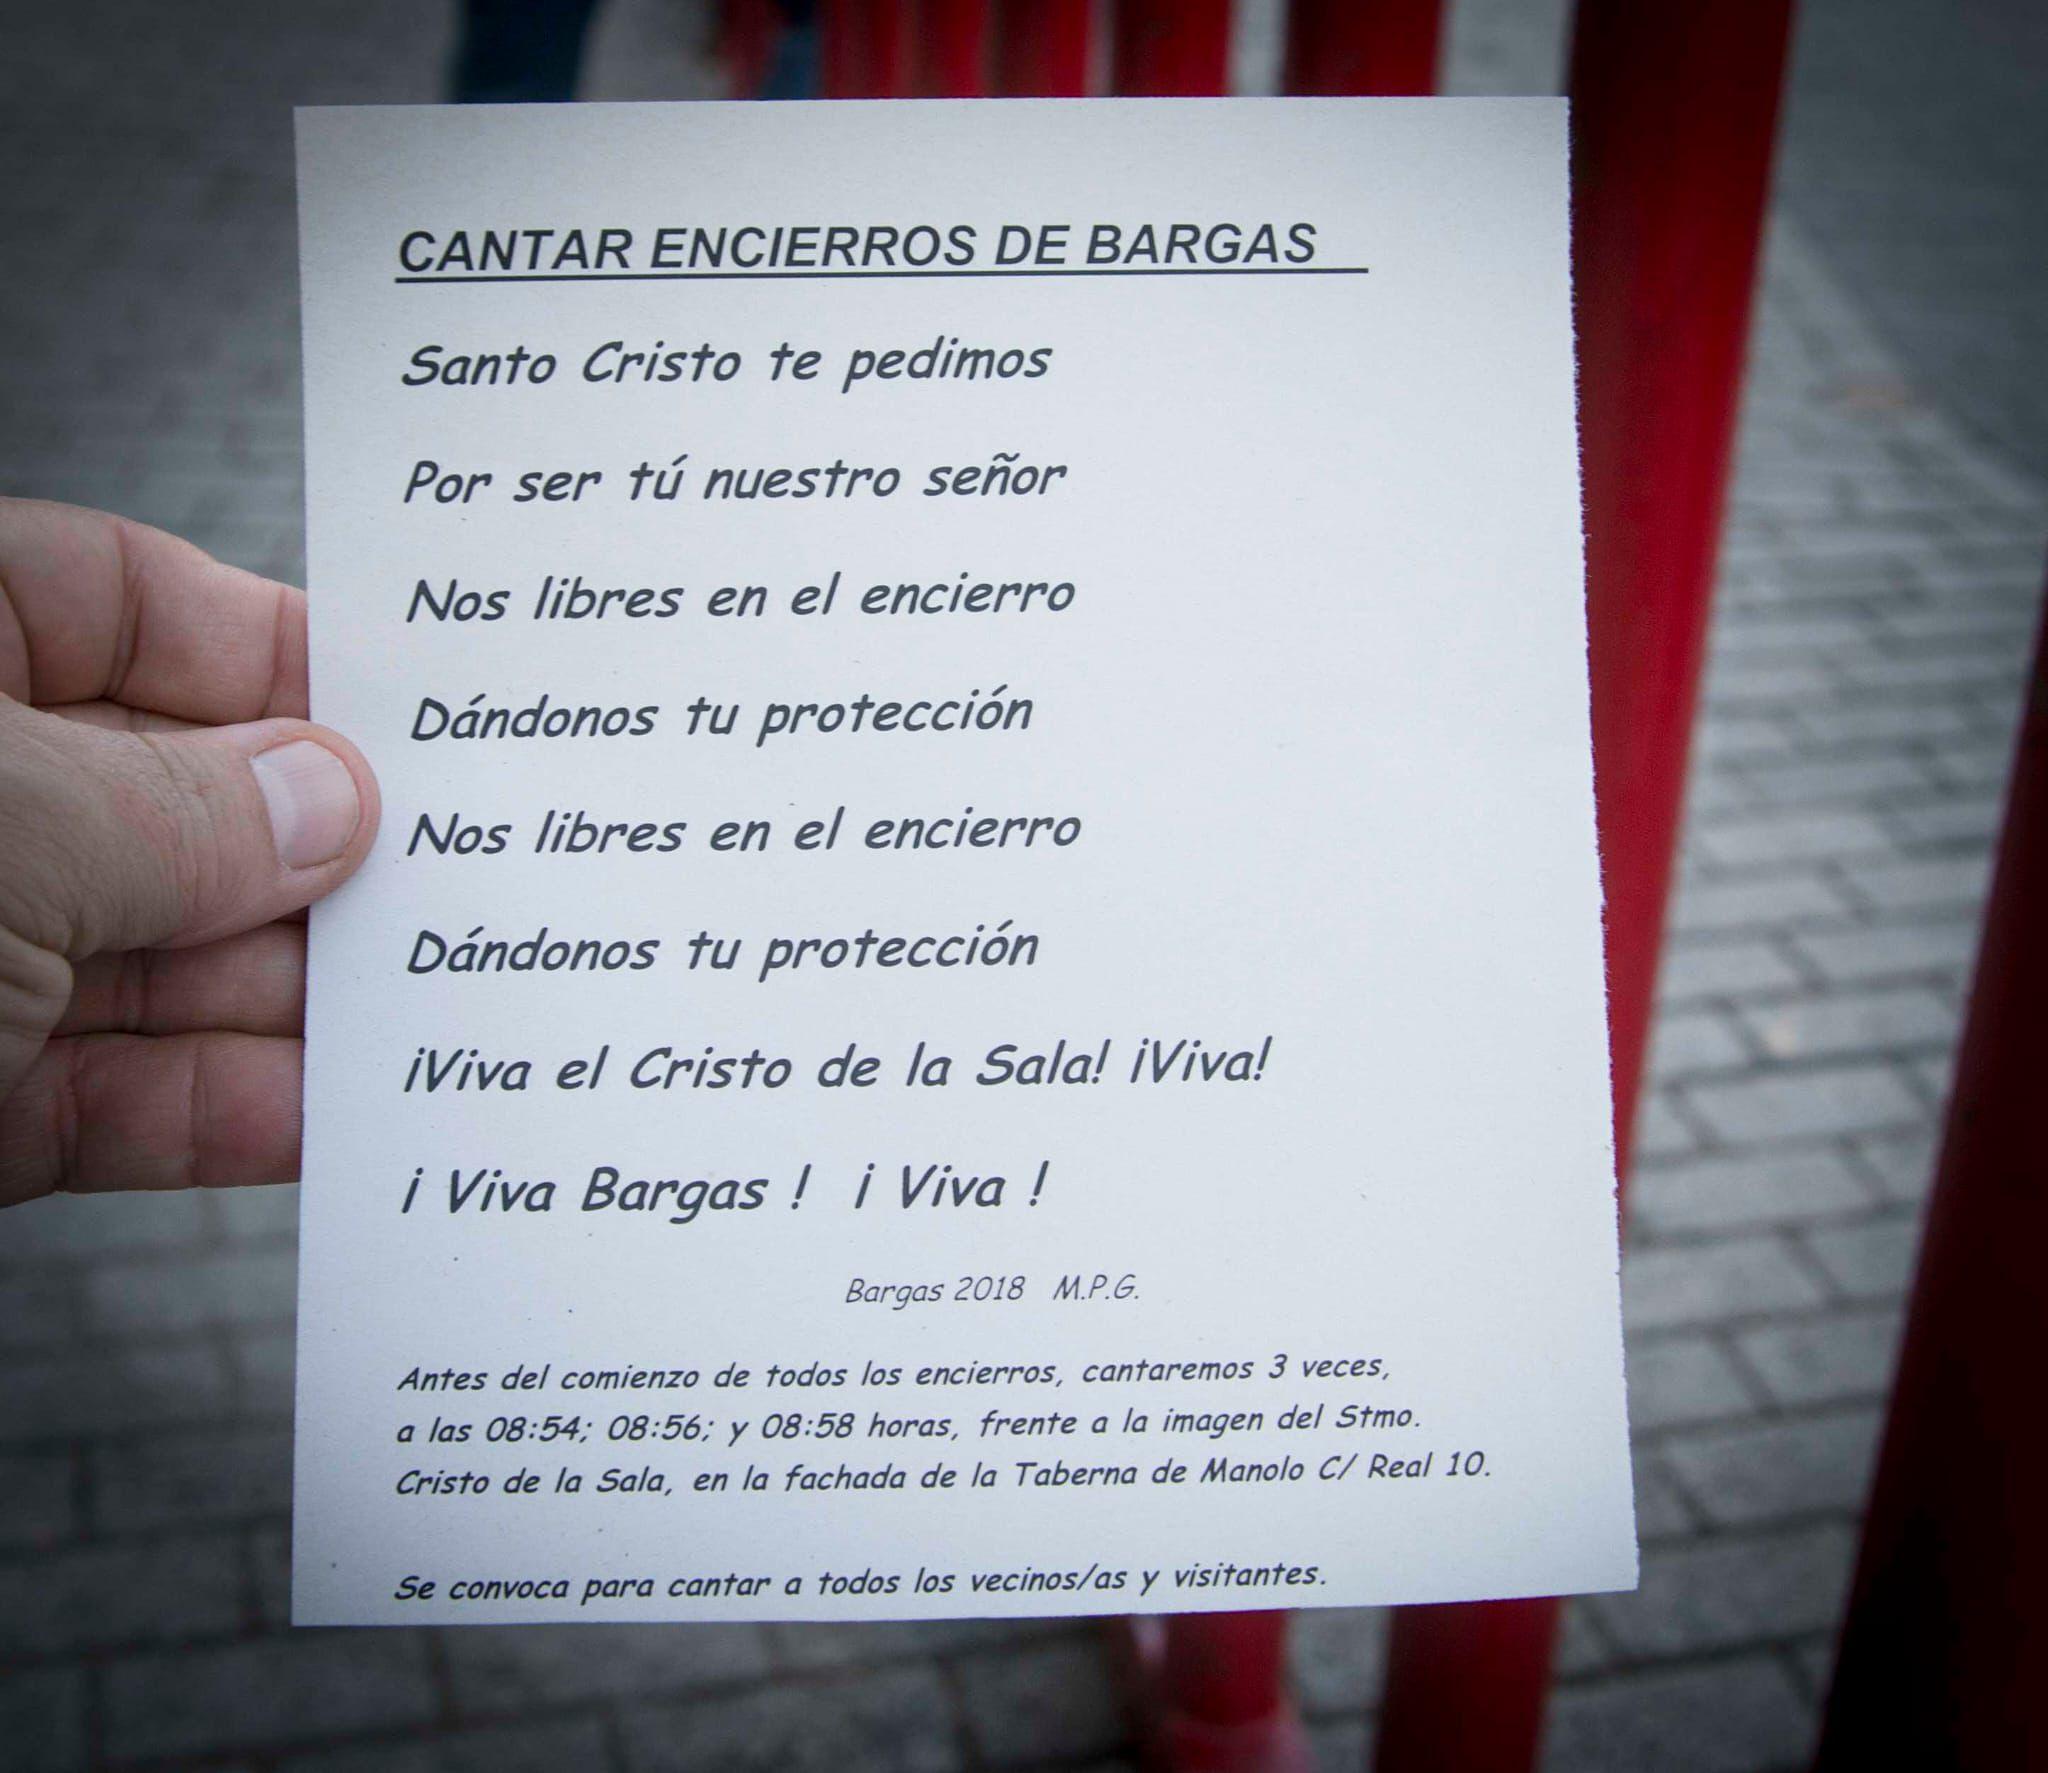 CANTAR ENCIERROS DE BARGAS
Santo Cristo te pedimos
Por ser tú nuestro señor
Nos libres en el encierro
Dándonos tu protección
Nos libres en el encierro
Dándonos tu protección
¡Viva el Cristo de la Sala! ¡Viva!
¡ Viva Bargas ! ¡ Viva !
Bargas 2018 M.P.G.
Antes del comienzo de todos los encierros, cantaremos 3 veces,
a las 08:54; 08:56; y 08:58 horas, frente a la imagen del Stmo.
Cristo de la Sala, en la fachada de la Taberna de Manolo C/ Real 10.
Se convoca para cantar a todos los vecinos/as y visitantes.